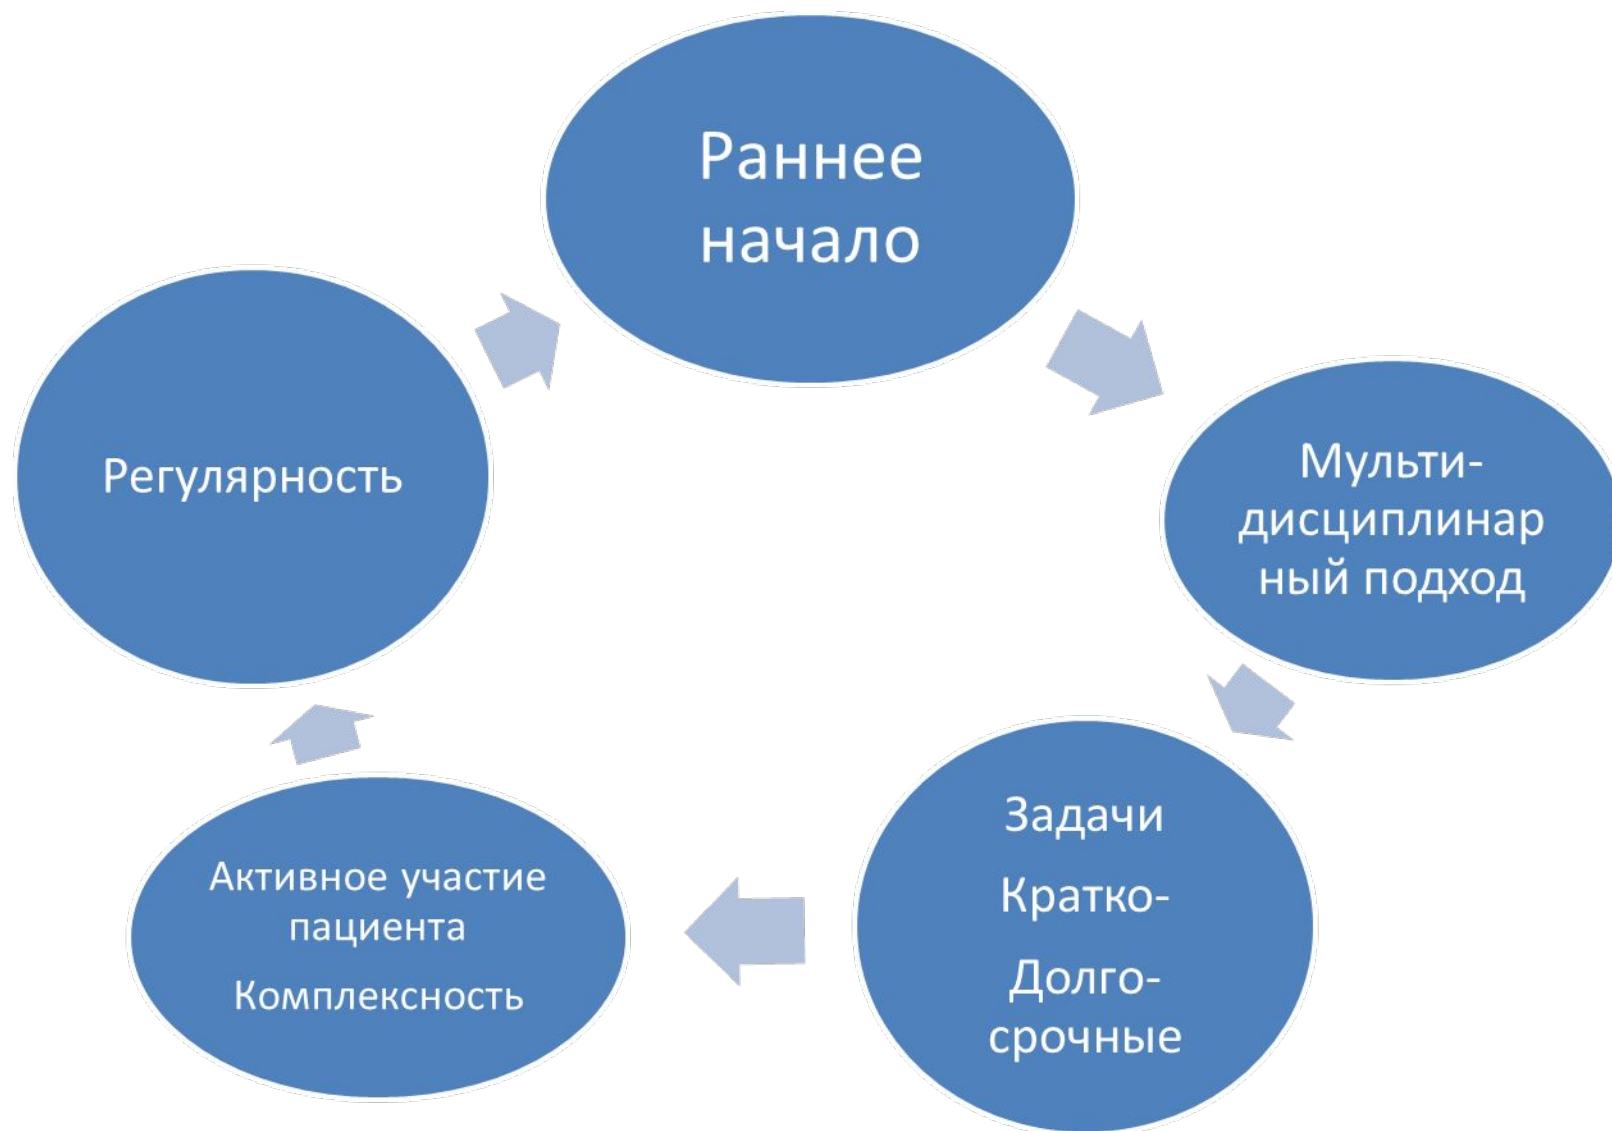 Раннее
начало
Мульти-
дисциплинар
ный подход
Задачи
Кратко-
Долго-
срочные
Активное участие
пациента
Комплексность
Регулярность